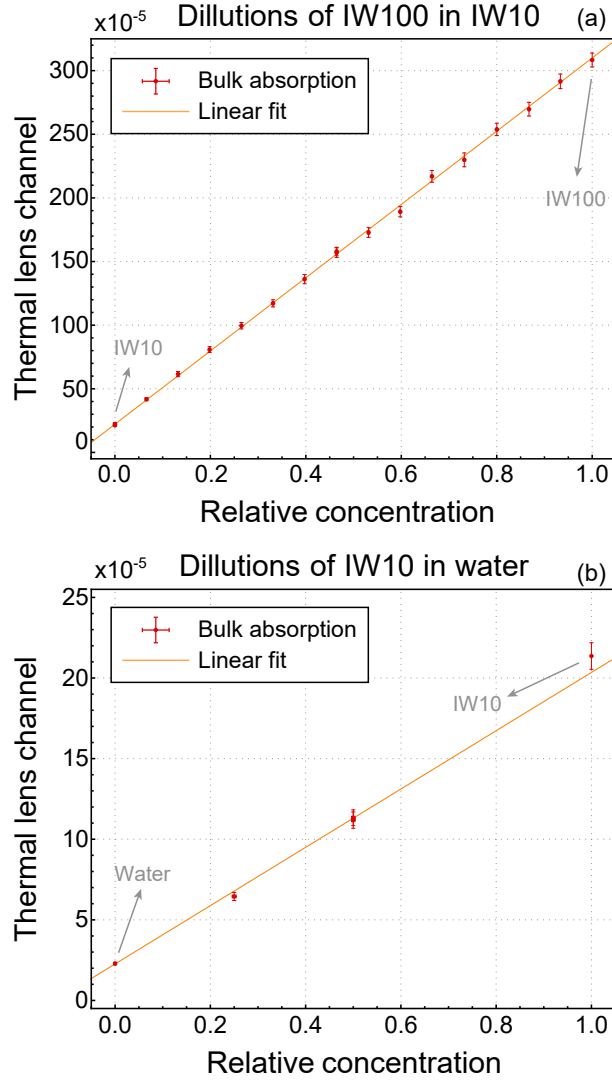 x10-5 Dillutions of IW100 in IW10 (a)
Bulk absorption
Linear fit
300
250
200
150
100
50
0
Thermal lens channel
IW10
IW100
0.0 0.2 0.4 0.6 0.8 1.0
Relative concentration
x10-5 Dillutions of IW10 in water (b)
Bulk absorption
Linear fit
25
20
15
10
5
0
Thermal lens channel
IW10
Water
0.0 0.2 0.4 0.6 0.8 1.0
Relative concentration